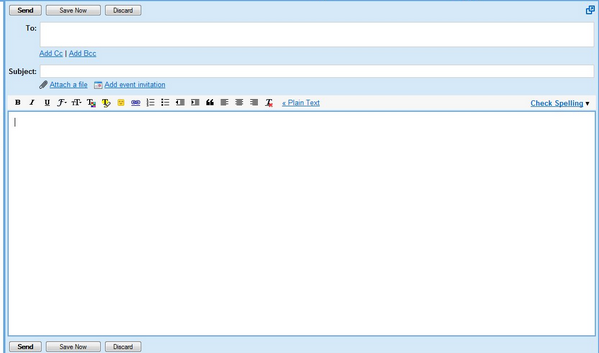 Send Save Now Discard
To:
Add Cc | Add Bcc
Subject:
Attach a file Add event invitation
B I U « Plain Text Check Spelling ▼
Send Save Now Discard